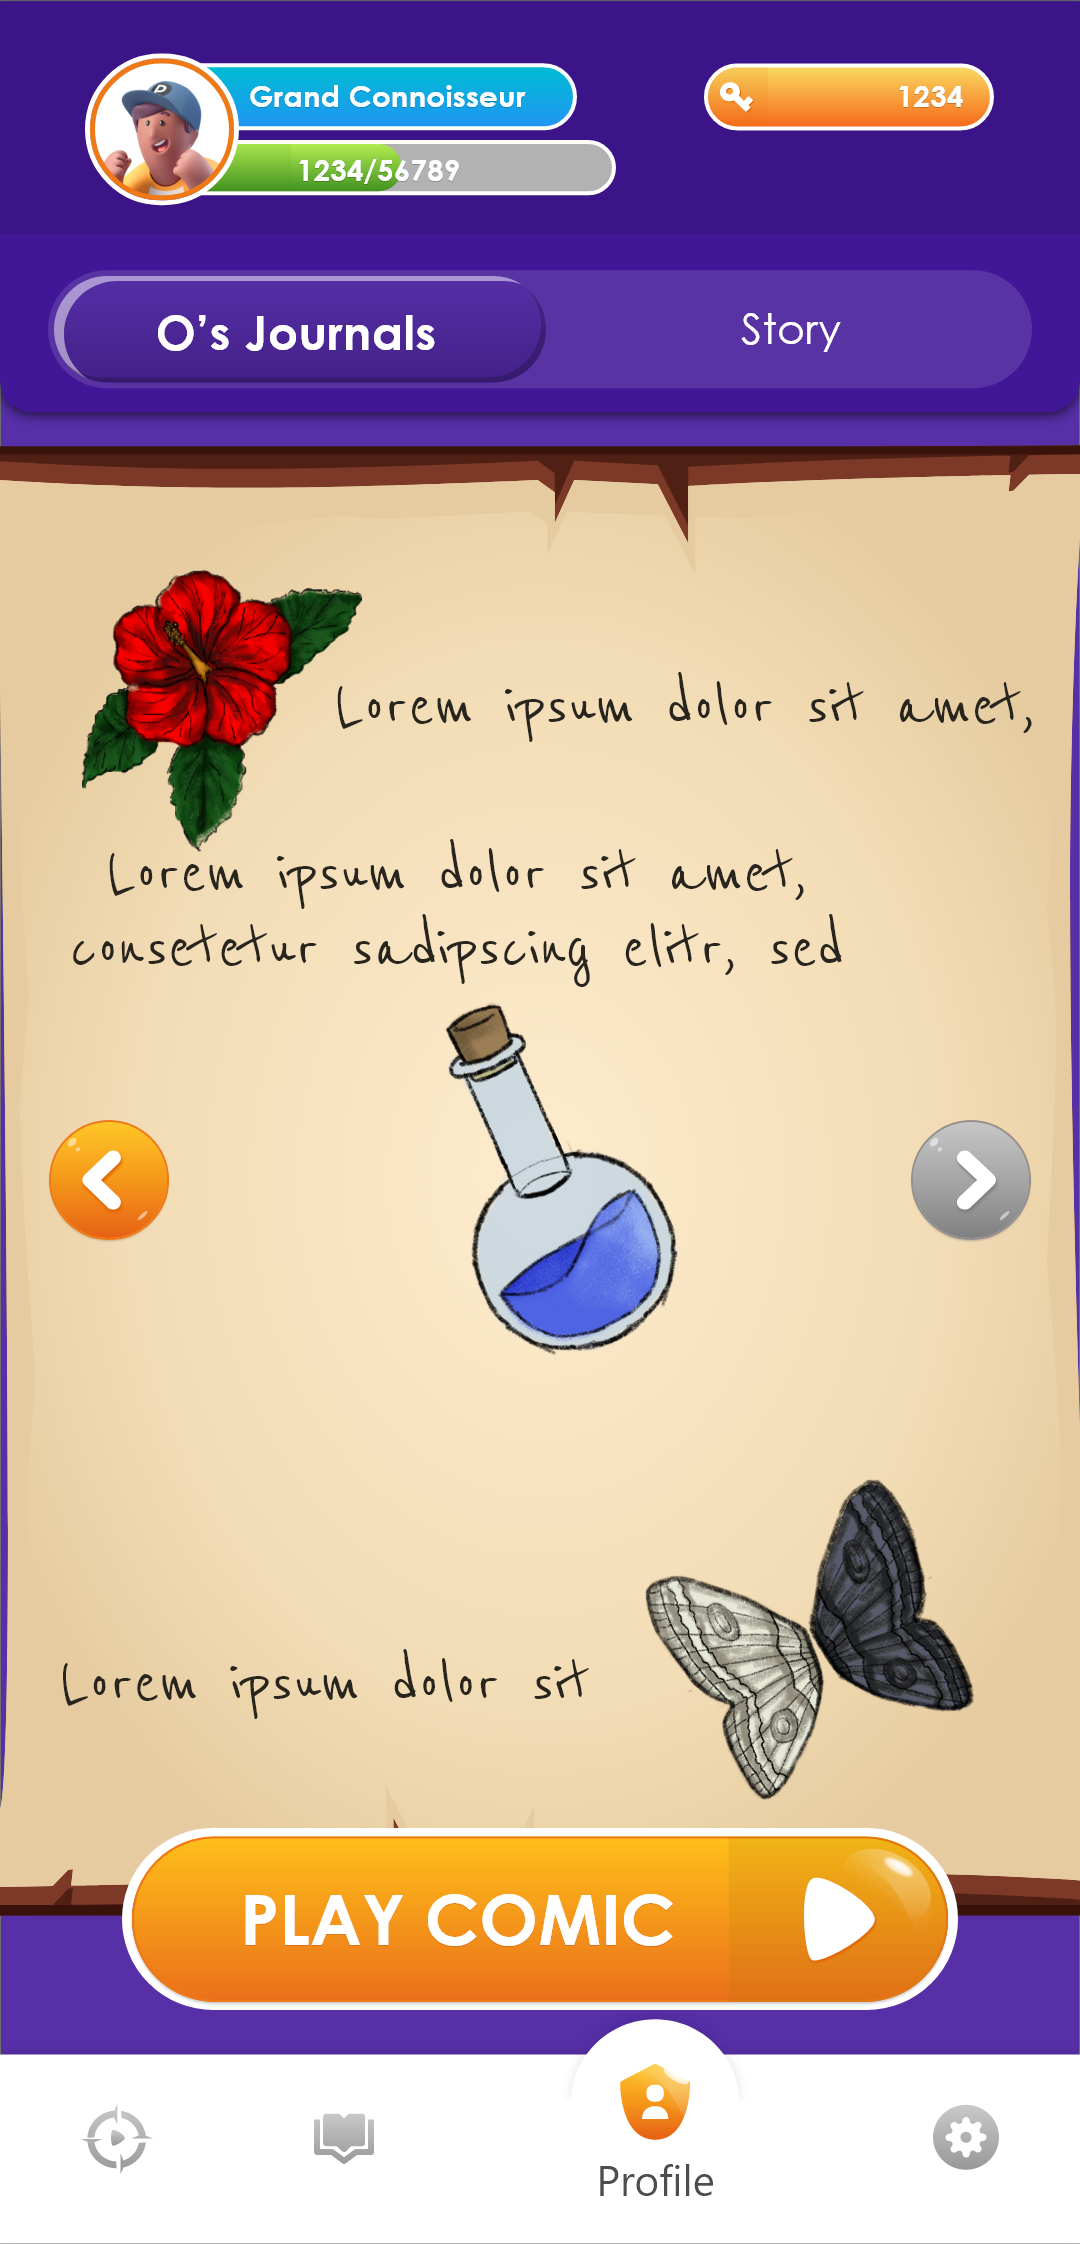 P
Grand Connoisseur
1234
1234/56789
O's Journals
Story
Lorem ipsum dolor sit amet,
Lorem ipsum dolor sit amet,
consetetur sadipscing elitr, sed
Lorem ipsum dolor sit
PLAY COMIC
Profile